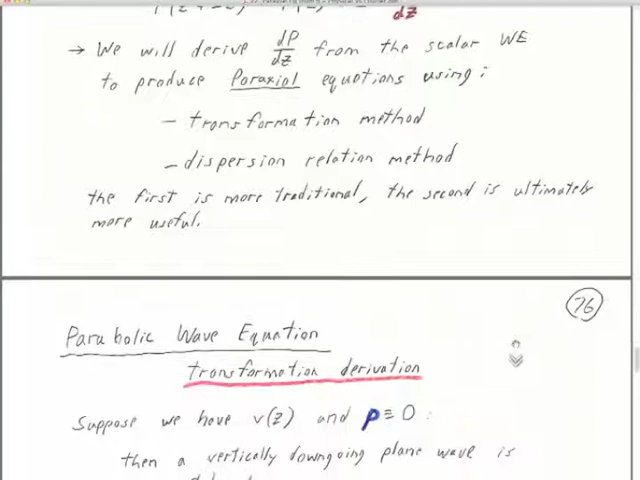 dz
→ We will derive dP/dz from the scalar WE
to produce Paraxial equations using:
— transformation method
— dispersion relation method
the first is more traditional, the second is ultimately
more useful.
76
Parabolic Wave Equation
transformation derivation
Suppose we have v(z) and p ≡ 0:
then a vertically downgoing plane wave is